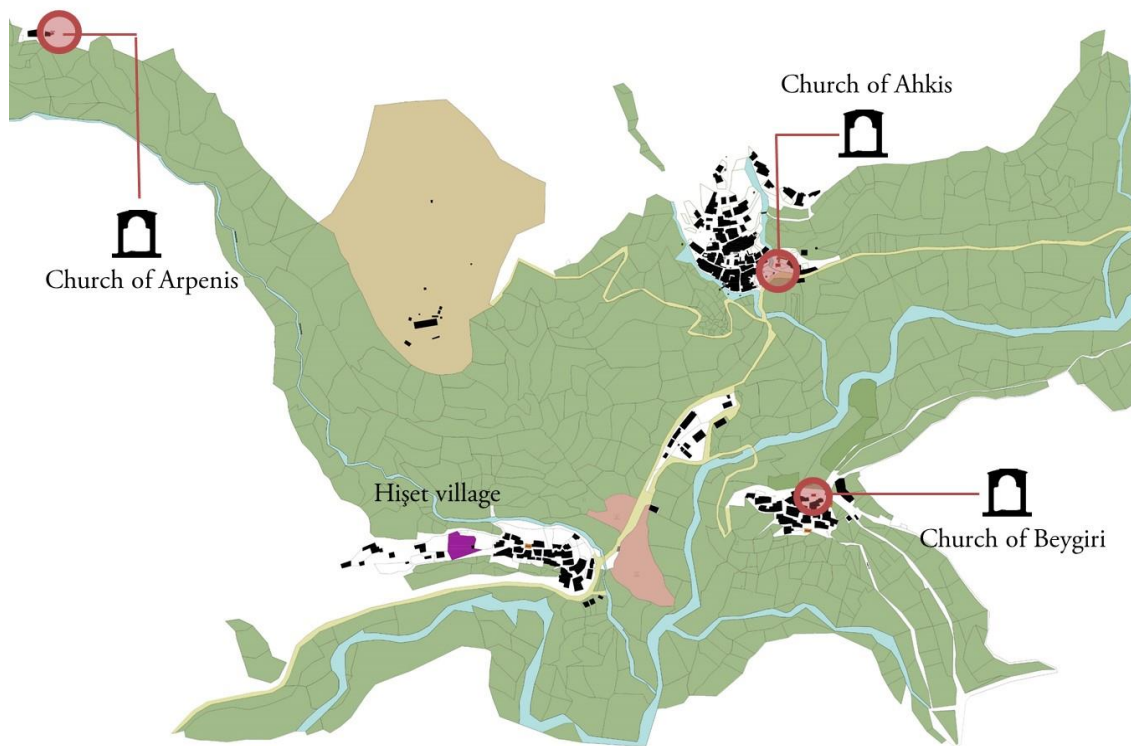 Church of Ahkis
Church of Arpenis
Hişet village
Church of Beygiri